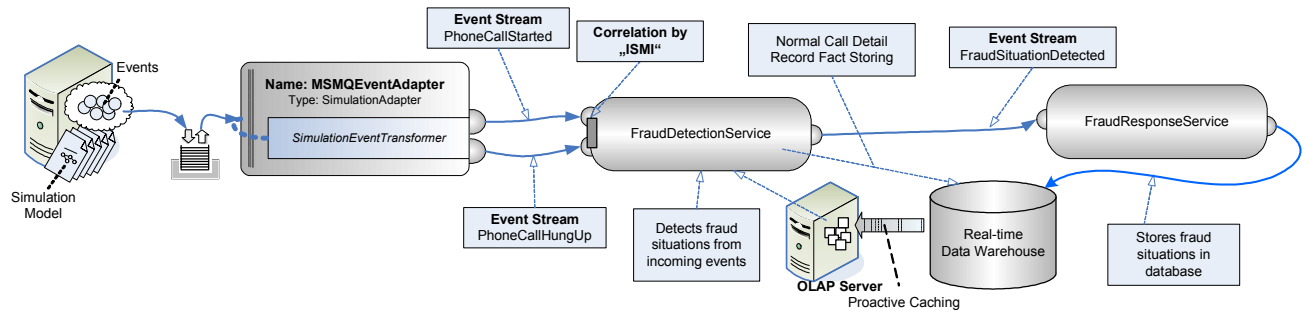 Events
Simulation
Model
Name: MSMQEventAdapter
Type: SimulationAdapter
SimulationEventTransformer
Event Stream
PhoneCallStarted
Event Stream
PhoneCallHungUp
Correlation by
„ISMI“
FraudDetectionService
Detects fraud
situations from
incoming events
Normal Call Detail
Record Fact Storing
OLAP Server
Proactive Caching
Real-time
Data Warehouse
Event Stream
FraudSituationDetected
FraudResponseService
Stores fraud
situations in
database